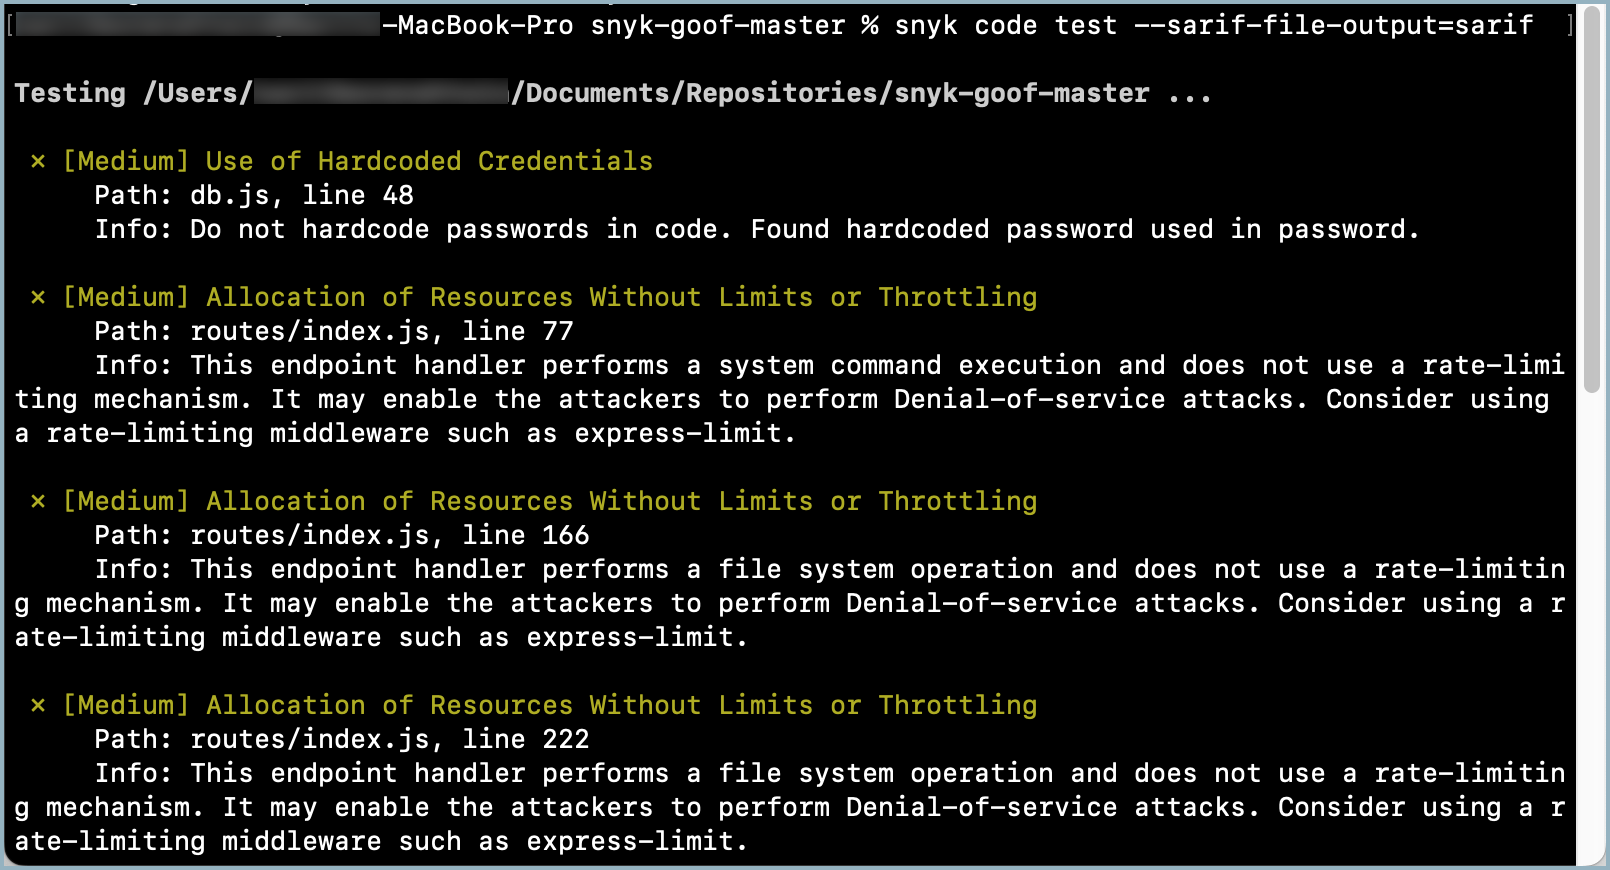 [ -MacBook-Pro snyk-goof-master % snyk code test --sarif-file-output=sarif ]
Testing /Users/ /Documents/Repositories/snyk-goof-master ...
× [Medium] Use of Hardcoded Credentials
Path: db.js, line 48
Info: Do not hardcode passwords in code. Found hardcoded password used in password.
× [Medium] Allocation of Resources Without Limits or Throttling
Path: routes/index.js, line 77
Info: This endpoint handler performs a system command execution and does not use a rate-limi
ting mechanism. It may enable the attackers to perform Denial-of-service attacks. Consider using
a rate-limiting middleware such as express-limit.
× [Medium] Allocation of Resources Without Limits or Throttling
Path: routes/index.js, line 166
Info: This endpoint handler performs a file system operation and does not use a rate-limitin
g mechanism. It may enable the attackers to perform Denial-of-service attacks. Consider using a r
ate-limiting middleware such as express-limit.
× [Medium] Allocation of Resources Without Limits or Throttling
Path: routes/index.js, line 222
Info: This endpoint handler performs a file system operation and does not use a rate-limitin
g mechanism. It may enable the attackers to perform Denial-of-service attacks. Consider using a r
ate-limiting middleware such as express-limit.